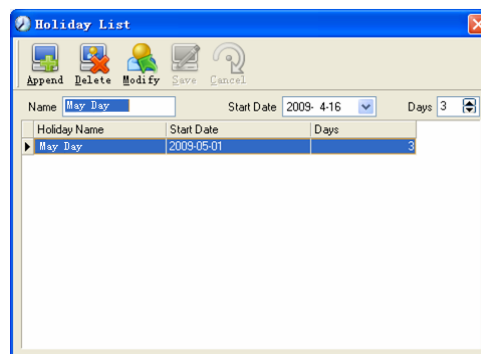 Holiday List
Append Delete Modify Save Cancel
Name May Day Start Date 2009- 4-16 Days 3
Holiday Name Start Date Days
May Day 2009-05-01 3